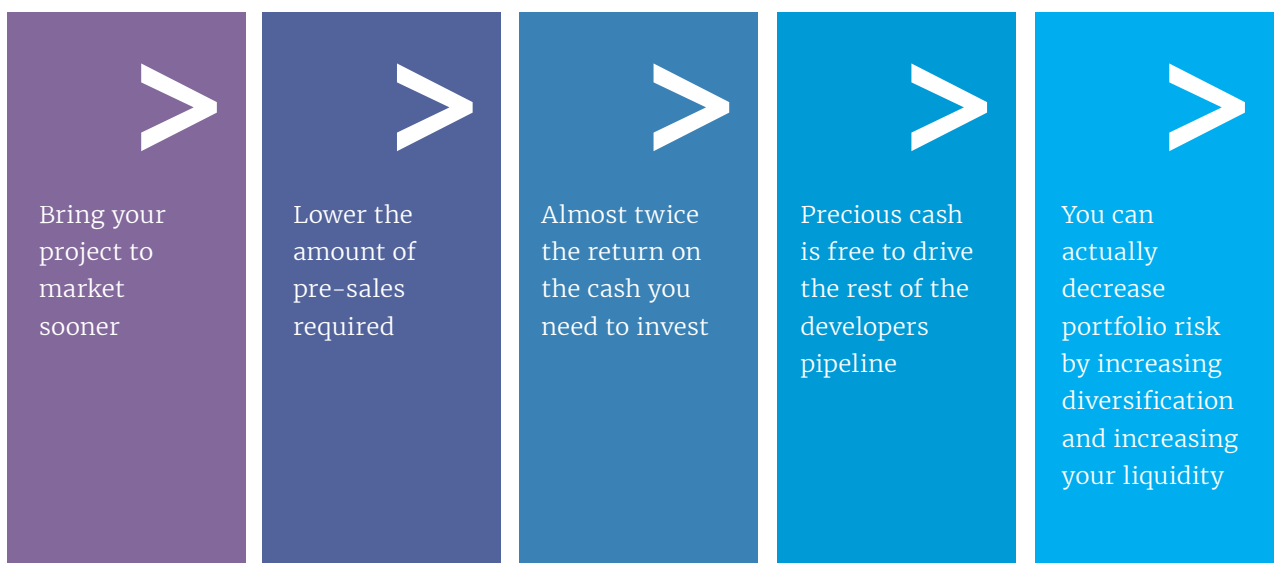 >
Bring your
project to
market
sooner
>
Lower the
amount of
pre-sales
required
>
Almost twice
the return on
the cash you
need to invest
>
Precious cash
is free to drive
the rest of the
developers
pipeline
>
You can
actually
decrease
portfolio risk
by increasing
diversification
and increasing
your liquidity